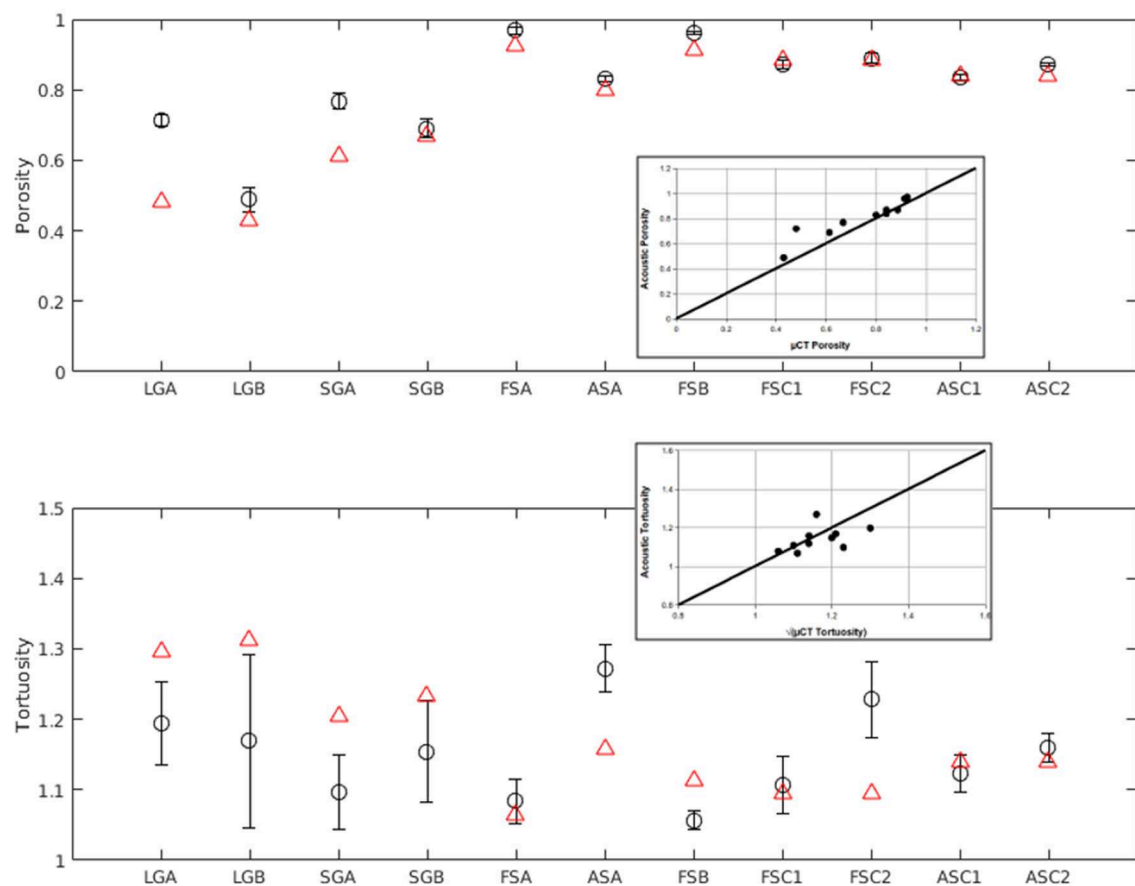 1
0.8
0.6
0.4
0.2
0
Porosity
LGA LGB SGA SGB FSA ASA FSB FSC1 FSC2 ASC1 ASC2
1.2
1
0.8
0.6
0.4
0.2
0
Acoustic Porosity
0 0.2 0.4 0.6 0.8 1 1.2
µCT Porosity
1.5
1.4
1.3
1.2
1.1
1
Tortuosity
LGA LGB SGA SGB FSA ASA FSB FSC1 FSC2 ASC1 ASC2
1.6
1.4
1.2
1
0.8
Acoustic Tortuosity
0.8 1 1.2 1.4 1.6
√(µCT Tortuosity)